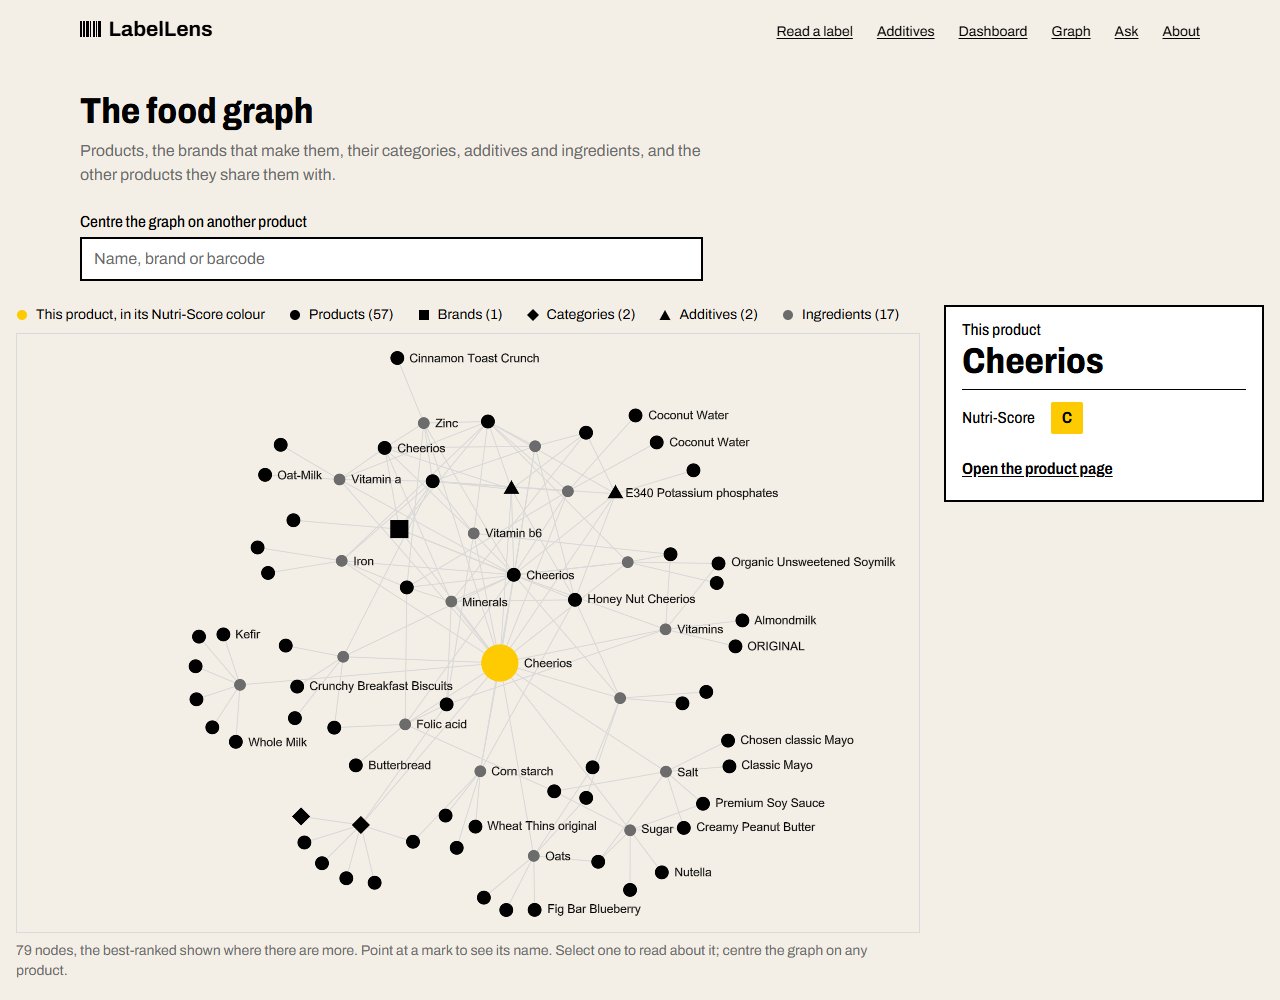 LabelLens
Read a label
Additives
Dashboard
Graph
Ask
About
The food graph
Products, the brands that make them, their categories, additives and ingredients, and the
other products they share them with.
Centre the graph on another product
Name, brand or barcode
This product, in its Nutri-Score colour
Products (57)
Brands (1)
Categories (2)
Additives (2)
Ingredients (17)
This product
Cheerios
Nutri-Score
C
Open the product page
Cinnamon Toast Crunch
Coconut Water
Zinc
Coconut Water
Cheerios
Oat-Milk
Vitamin a
E340 Potassium phosphates
Vitamin b6
Iron
Organic Unsweetened Soymilk
Cheerios
Minerals
Honey Nut Cheerios
Almondmilk
Vitamins
Kefir
ORIGINAL
Cheerios
Crunchy Breakfast Biscuits
Folic acid
Whole Milk
Chosen classic Mayo
Butterbread
Classic Mayo
Corn starch
Salt
Premium Soy Sauce
Wheat Thins original
Sugar
Creamy Peanut Butter
Oats
Nutella
Fig Bar Blueberry
79 nodes, the best-ranked shown where there are more. Point at a mark to see its name. Select one to read about it; centre the graph on any
product.